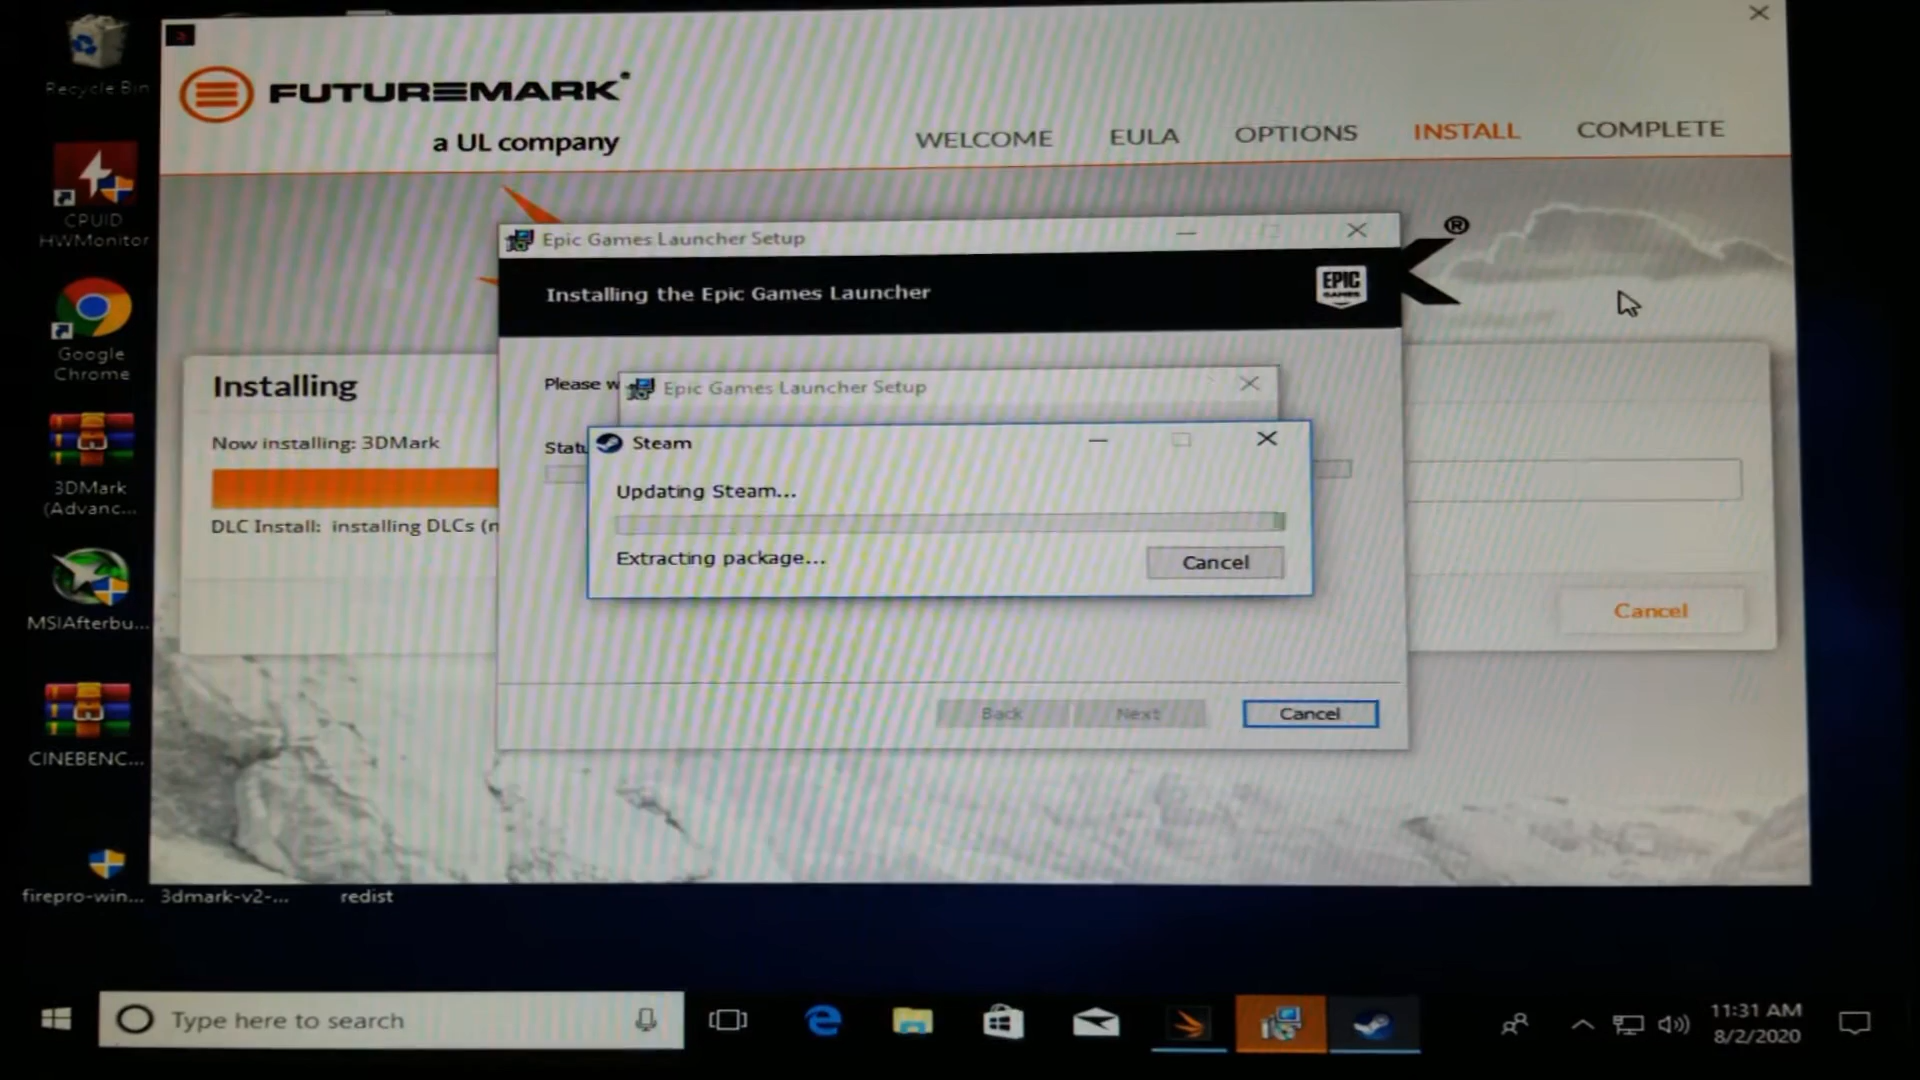 Recycle Bin
CPUID
HWMonitor
Google
Chrome
3DMark
(Advanc...
MSIAfterbu...
CINEBENC...
firepro-win...
3dmark-v2-...
redist
FUTUREMARK
a UL company
WELCOME
EULA
OPTIONS
INSTALL
COMPLETE
®
Installing
Now installing: 3DMark
DLC Install: installing DLCs (n
Cancel
Epic Games Launcher Setup
Installing the Epic Games Launcher
EPIC
GAMES
Please w
Statu
Epic Games Launcher Setup
Steam
Updating Steam...
Extracting package...
Cancel
Back
Next
Cancel
Type here to search
11:31 AM
8/2/2020